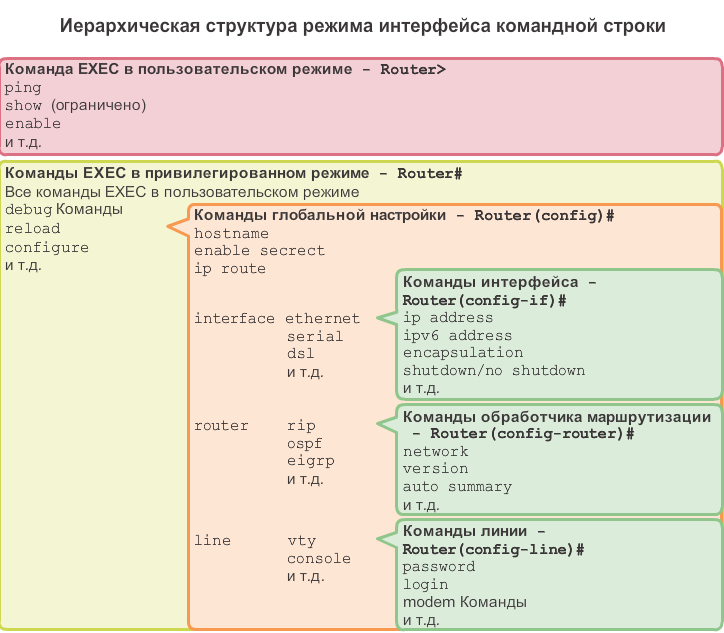 Иерархическая структура режима интерфейса командной строки
Команда EXEC в пользовательском режиме – Router>
ping
show (ограничено)
enable
и т.д.
Команды EXEC в привилегированном режиме – Router#
Все команды EXEC в пользовательском режиме
debug Команды
reload
configure
и т.д.
Команды глобальной настройки – Router(config)#
hostname
enable secrect
ip route
interface ethernet
serial
dsl
и т.д.
Команды интерфейса –
Router(config-if)#
ip address
ipv6 address
encapsulation
shutdown/no shutdown
и т.д.
router rip
ospf
eigrp
и т.д.
Команды обработчика маршрутизации
– Router(config-router)#
network
version
auto summary
и т.д.
line vty
console
и т.д.
Команды линии –
Router(config-line)#
password
login
modem Команды
и т.д.